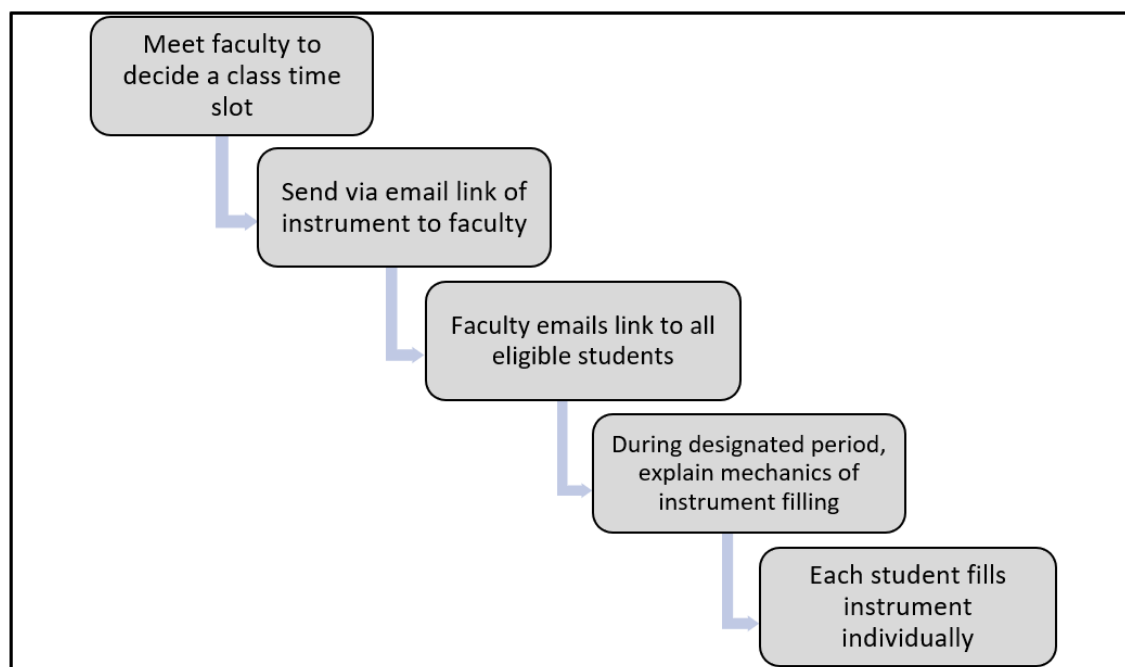 Meet faculty to
decide a class time
slot
Send via email link of
instrument to faculty
Faculty emails link to all
eligible students
During designated period,
explain mechanics of
instrument filling
Each student fills
instrument
individually